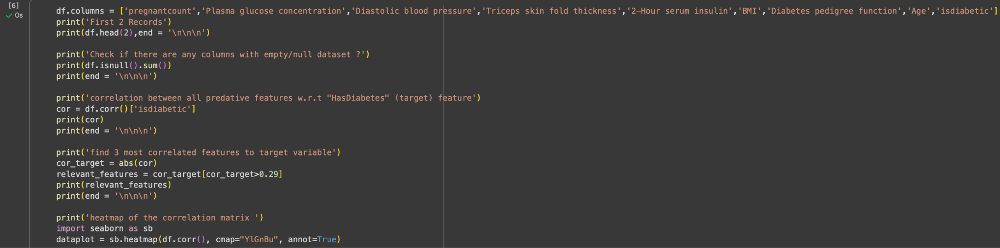 [6]
0s
df.columns = ['pregnantcount','Plasma glucose concentration','Diastolic blood pressure','Triceps skin fold thickness','2-Hour serum insulin','BMI','Diabetes pedigree function','Age','isdiabetic']
print('First 2 Records')
print(df.head(2),end = '\n\n\n')
print('Check if there are any columns with empty/null dataset ?')
print(df.isnull().sum())
print(end = '\n\n\n')
print('correlation between all predative features w.r.t "HasDiabetes" (target) feature')
cor = df.corr()['isdiabetic']
print(cor)
print(end = '\n\n\n')
print('find 3 most correlated features to target variable')
cor_target = abs(cor)
relevant_features = cor_target[cor_target>0.29]
print(relevant_features)
print(end = '\n\n\n')
print('heatmap of the correlation matrix ')
import seaborn as sb
dataplot = sb.heatmap(df.corr(), cmap="YlGnBu", annot=True)